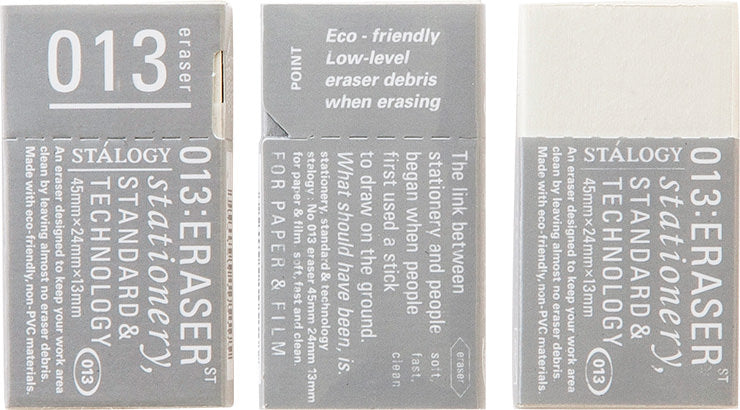 013
eraser
STÁLOGY
013:ERASER ST
stationery,
STANDARD &
TECHNOLOGY
45mm×24mm×13mm
An eraser designed to keep your work area
clean by leaving almost no eraser debris.
Made with eco-friendly, non-PVC materials.
013
POINT
Eco - friendly
Low-level
eraser debris
when erasing
The link between
stationery and people
began when people
first used a stick
to draw on the ground.
What should have been, is.
stationery, standard & technology
stalogy : No 013 eraser 45mm 24mm 13mm
for paper & film soft, fast and clean
FOR PAPER & FILM
eraser
soft,
fast,
clean
STÁLOGY
013:ERASER ST
stationery,
STANDARD &
TECHNOLOGY
45mm×24mm×13mm
An eraser designed to keep your work area
clean by leaving almost no eraser debris.
Made with eco-friendly, non-PVC materials.
013